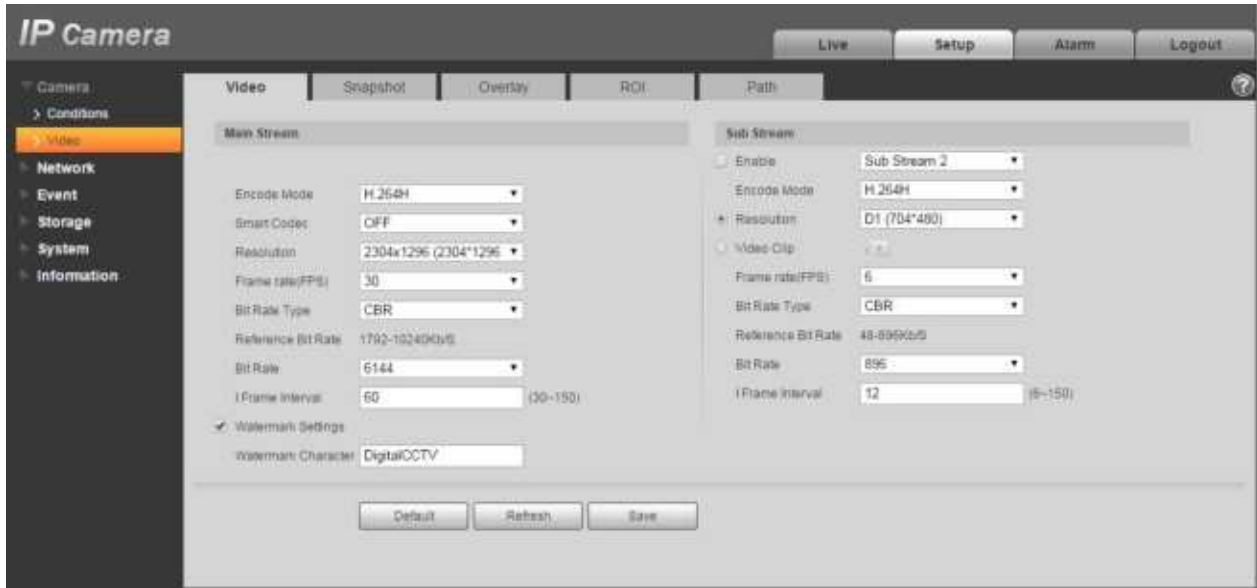 IP Camera
Live Setup Alarm Logout
Camera
Conditions
Video
Network
Event
Storage
System
Information
Video Snapshot Overlay ROI Path
Main Stream
Encode Mode H.264H
Smart Codec OFF
Resolution 2304x1296 (2304*1296
Frame rate(FPS) 30
Bit Rate Type CBR
Reference Bit Rate 1792-10240Kb/S
Bit Rate 6144
I Frame Interval 60 (30~150)
Watermark Settings
Watermark Character DigitalCCTV
Sub Stream
Enable Sub Stream 2
Encode Mode H.264H
Resolution D1 (704*480)
Video Clip
Frame rate(FPS) 6
Bit Rate Type CBR
Reference Bit Rate 48-896Kb/S
Bit Rate 896
I Frame Interval 12 (6~150)
Default Refresh Save